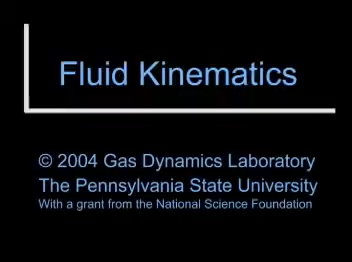 Fluid Kinematics
© 2004 Gas Dynamics Laboratory
The Pennsylvania State University
With a grant from the National Science Foundation